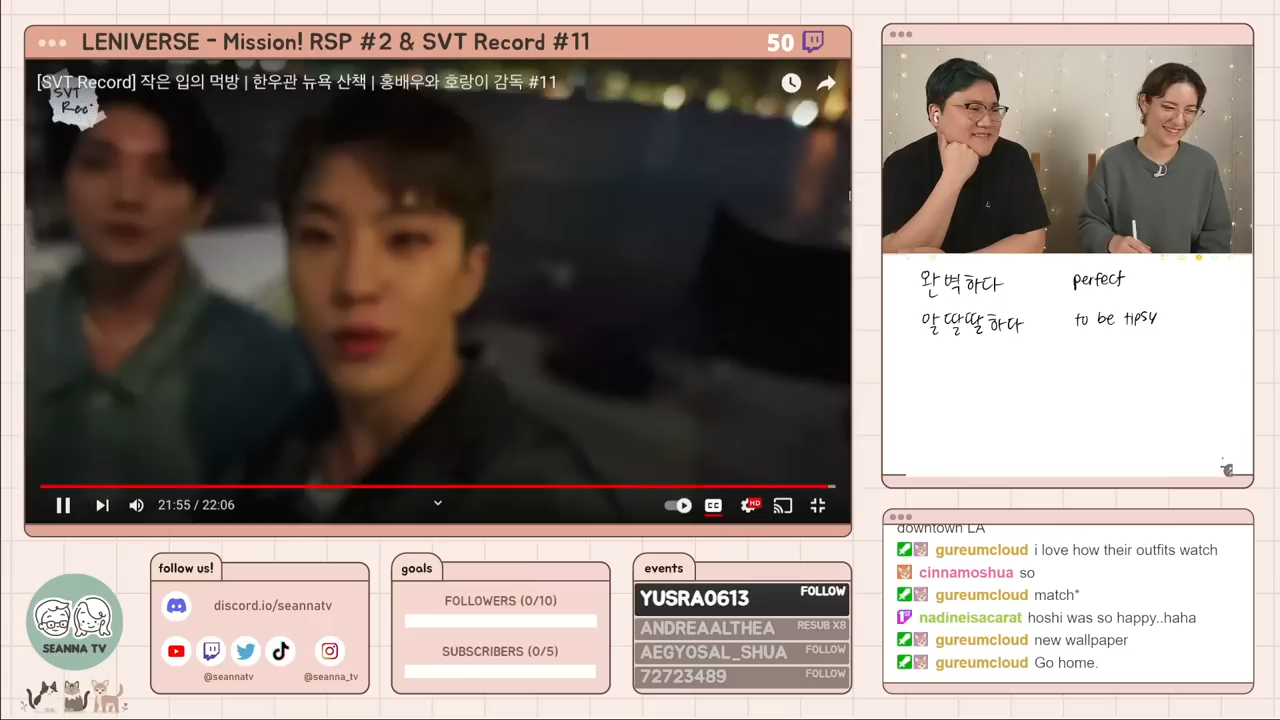 LENIVERSE - Mission! RSP #2 & SVT Record #11
50
[SVT Record] 작은 입의 먹방 | 한우관 뉴욕 산책 | 홍배우와 호랑이 감독 #11
SVT
Rec
21:55 / 22:06
CC
HD
완벽하다 perfect
알딸딸하다 to be tipsy
downtown LA
gureumcloud i love how their outfits watch
cinnamoshua so
gureumcloud match*
nadineisacarat hoshi was so happy..haha
gureumcloud new wallpaper
gureumcloud Go home.
SEANNA TV
follow us!
discord.io/seannatv
@seannatv
@seanna_tv
goals
FOLLOWERS (0/10)
SUBSCRIBERS (0/5)
events
YUSRA0613 FOLLOW
ANDREAALTHEA RESUB X8
AEGYOSAL_SHUA FOLLOW
72723489 FOLLOW